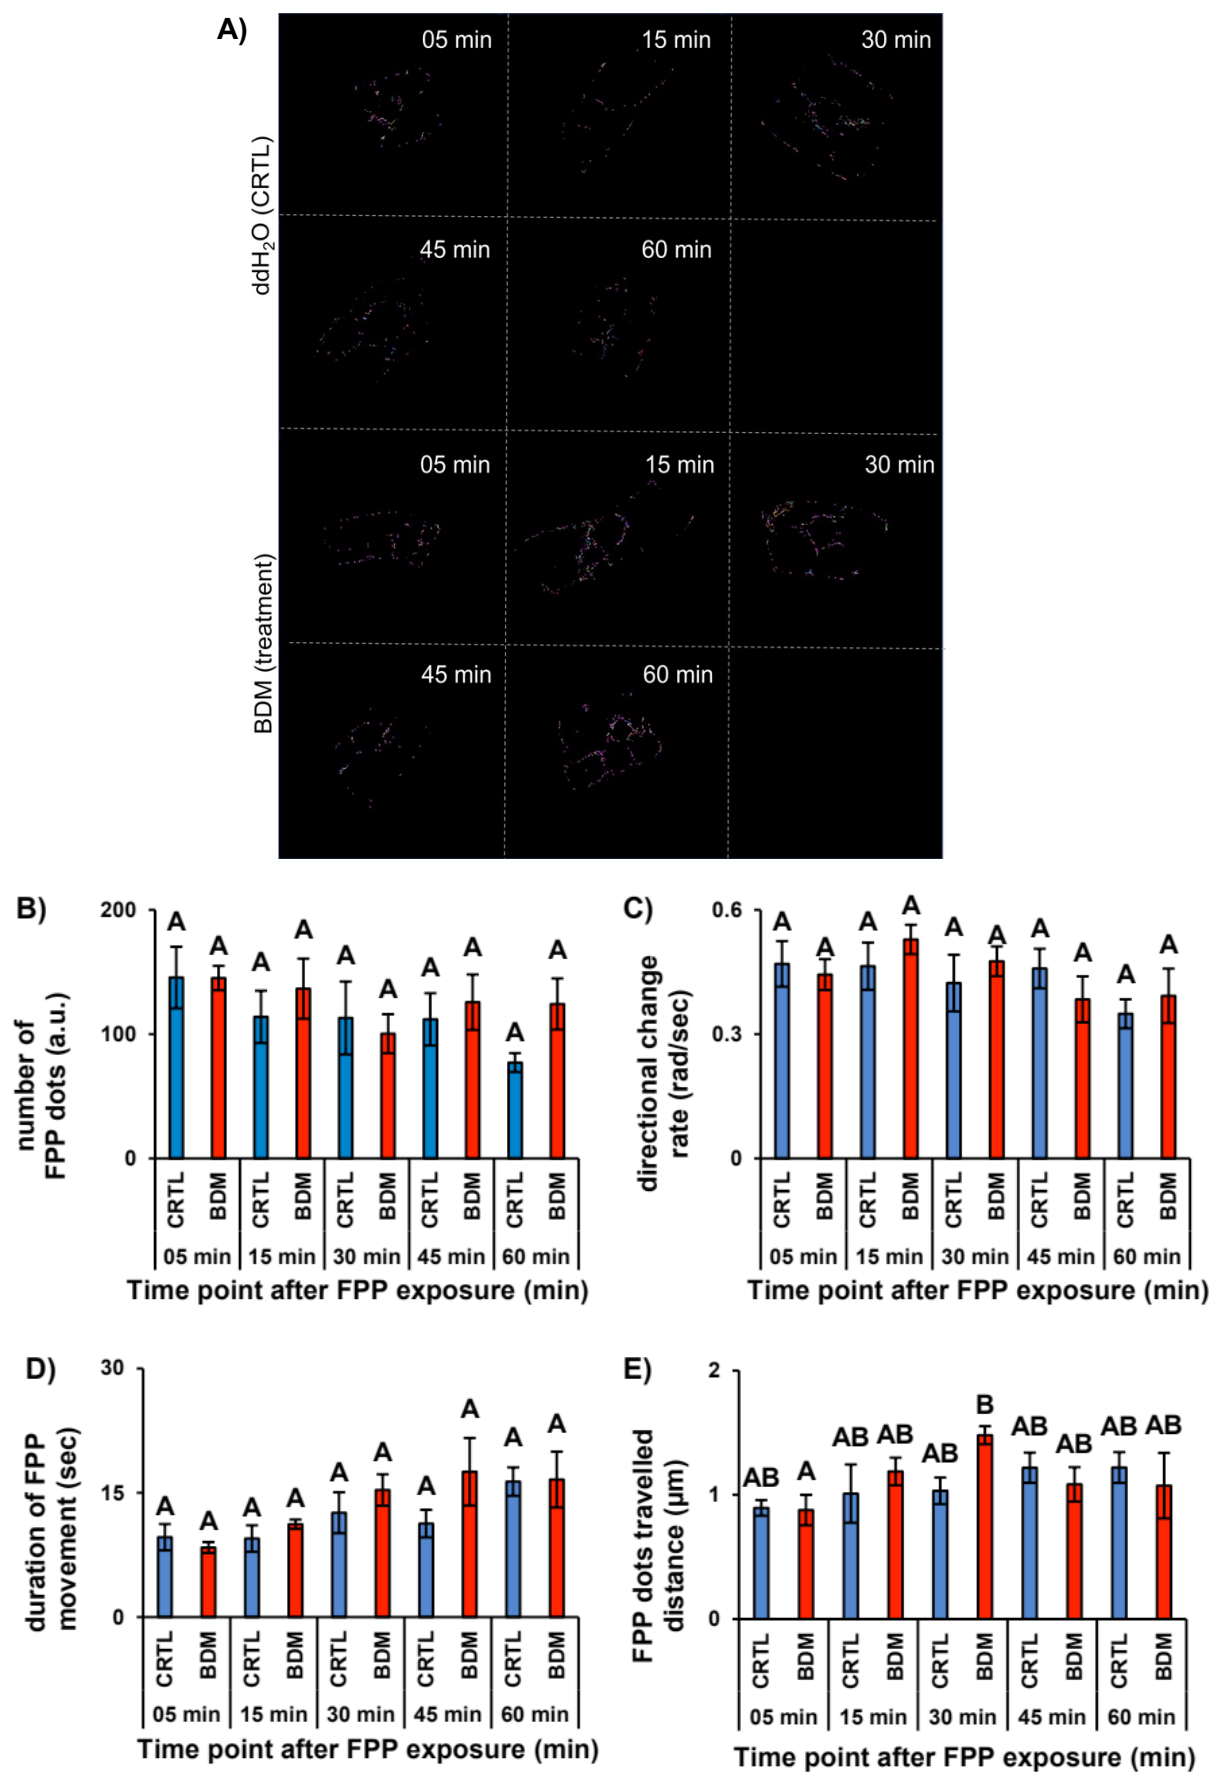 A)
05 min 15 min 30 min
ddH₂O (CRTL)
45 min 60 min
05 min 15 min 30 min
BDM (treatment)
45 min 60 min
B)
number of
FPP dots (a.u.)
200
100
0
A A A A A A A A A A
CRTL BDM CRTL BDM CRTL BDM CRTL BDM CRTL BDM
05 min 15 min 30 min 45 min 60 min
Time point after FPP exposure (min)
C)
directional change
rate (rad/sec)
0.6
0.3
0
A A A A A A A A A A
CRTL BDM CRTL BDM CRTL BDM CRTL BDM CRTL BDM
05 min 15 min 30 min 45 min 60 min
Time point after FPP exposure (min)
D)
duration of FPP
movement (sec)
30
15
0
A A A A A A A A A A
CRTL BDM CRTL BDM CRTL BDM CRTL BDM CRTL BDM
05 min 15 min 30 min 45 min 60 min
Time point after FPP exposure (min)
E)
FPP dots travelled
distance (µm)
2
1
0
AB A AB AB AB B AB AB AB AB
CRTL BDM CRTL BDM CRTL BDM CRTL BDM CRTL BDM
05 min 15 min 30 min 45 min 60 min
Time point after FPP exposure (min)